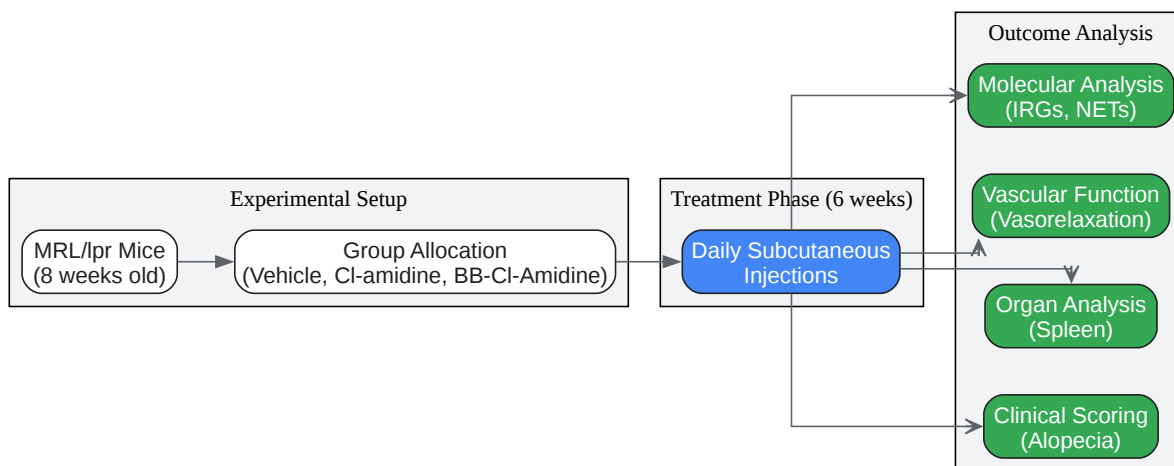 Experimental Setup
MRL/lpr Mice
(8 weeks old)
Group Allocation
(Vehicle, Cl-amidine, BB-Cl-Amidine)
Treatment Phase (6 weeks)
Daily Subcutaneous
Injections
Outcome Analysis
Molecular Analysis
(IRGs, NETs)
Vascular Function
(Vasorelaxation)
Organ Analysis
(Spleen)
Clinical Scoring
(Alopecia)